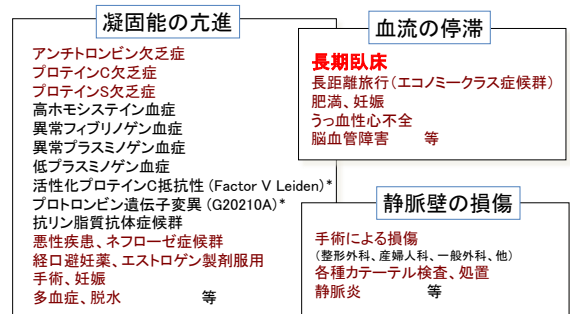 凝固能の亢進
アンチトロンビン欠乏症
プロテインC欠乏症
プロテインS欠乏症
高ホモシステイン血症
異常フィブリノゲン血症
異常プラスミノゲン血症
低プラスミノゲン血症
活性化プロテインC抵抗性 (Factor V Leiden)*
プロトロンビン遺伝子変異 (G20210A)*
抗リン脂質抗体症候群
悪性疾患、ネフローゼ症候群
経口避妊薬、エストロゲン製剤服用
手術、妊娠
多血症、脱水 等
血流の停滞
長期臥床
長距離旅行(エコノミークラス症候群)
肥満、妊娠
うっ血性心不全
脳血管障害 等
静脈壁の損傷
手術による損傷
(整形外科、産婦人科、一般外科、他)
各種カテーテル検査、処置
静脈炎 等